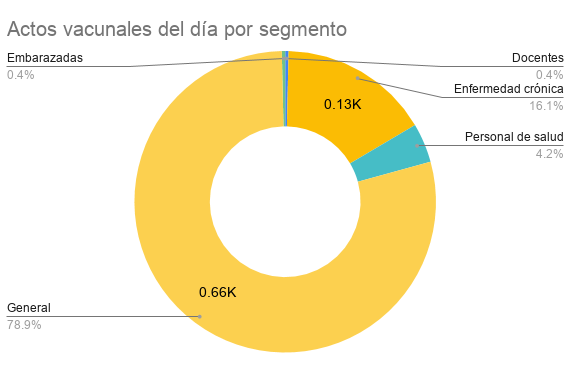 Actos vacunales del día por segmento
Embarazadas
0.4%
Docentes
0.4%
Enfermedad crónica
16.1%
0.13K
Personal de salud
4.2%
0.66K
General
78.9%